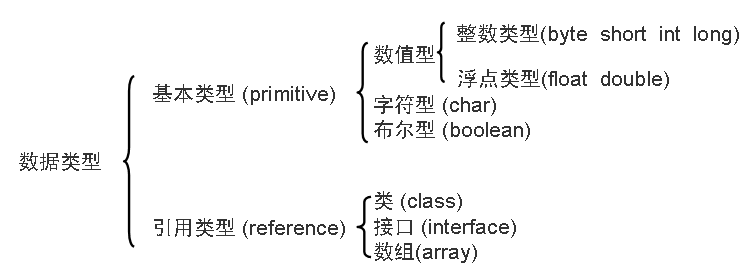 整数类型(byte short int long)
数值型
浮点类型(float double)
基本类型 (primitive)
字符型 (char)
布尔型 (boolean)
数据类型
类 (class)
引用类型 (reference)
接口 (interface)
数组(array)